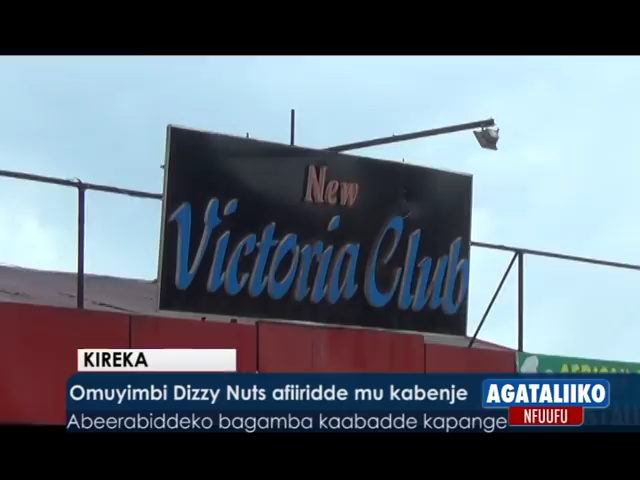 New
Victoria Club
KIREKA
Omuyimbi Dizzy Nuts afiiridde mu kabenje
AGATALIIKO
NFUUFU
Abeerabiddeko bagamba kaabadde kapange